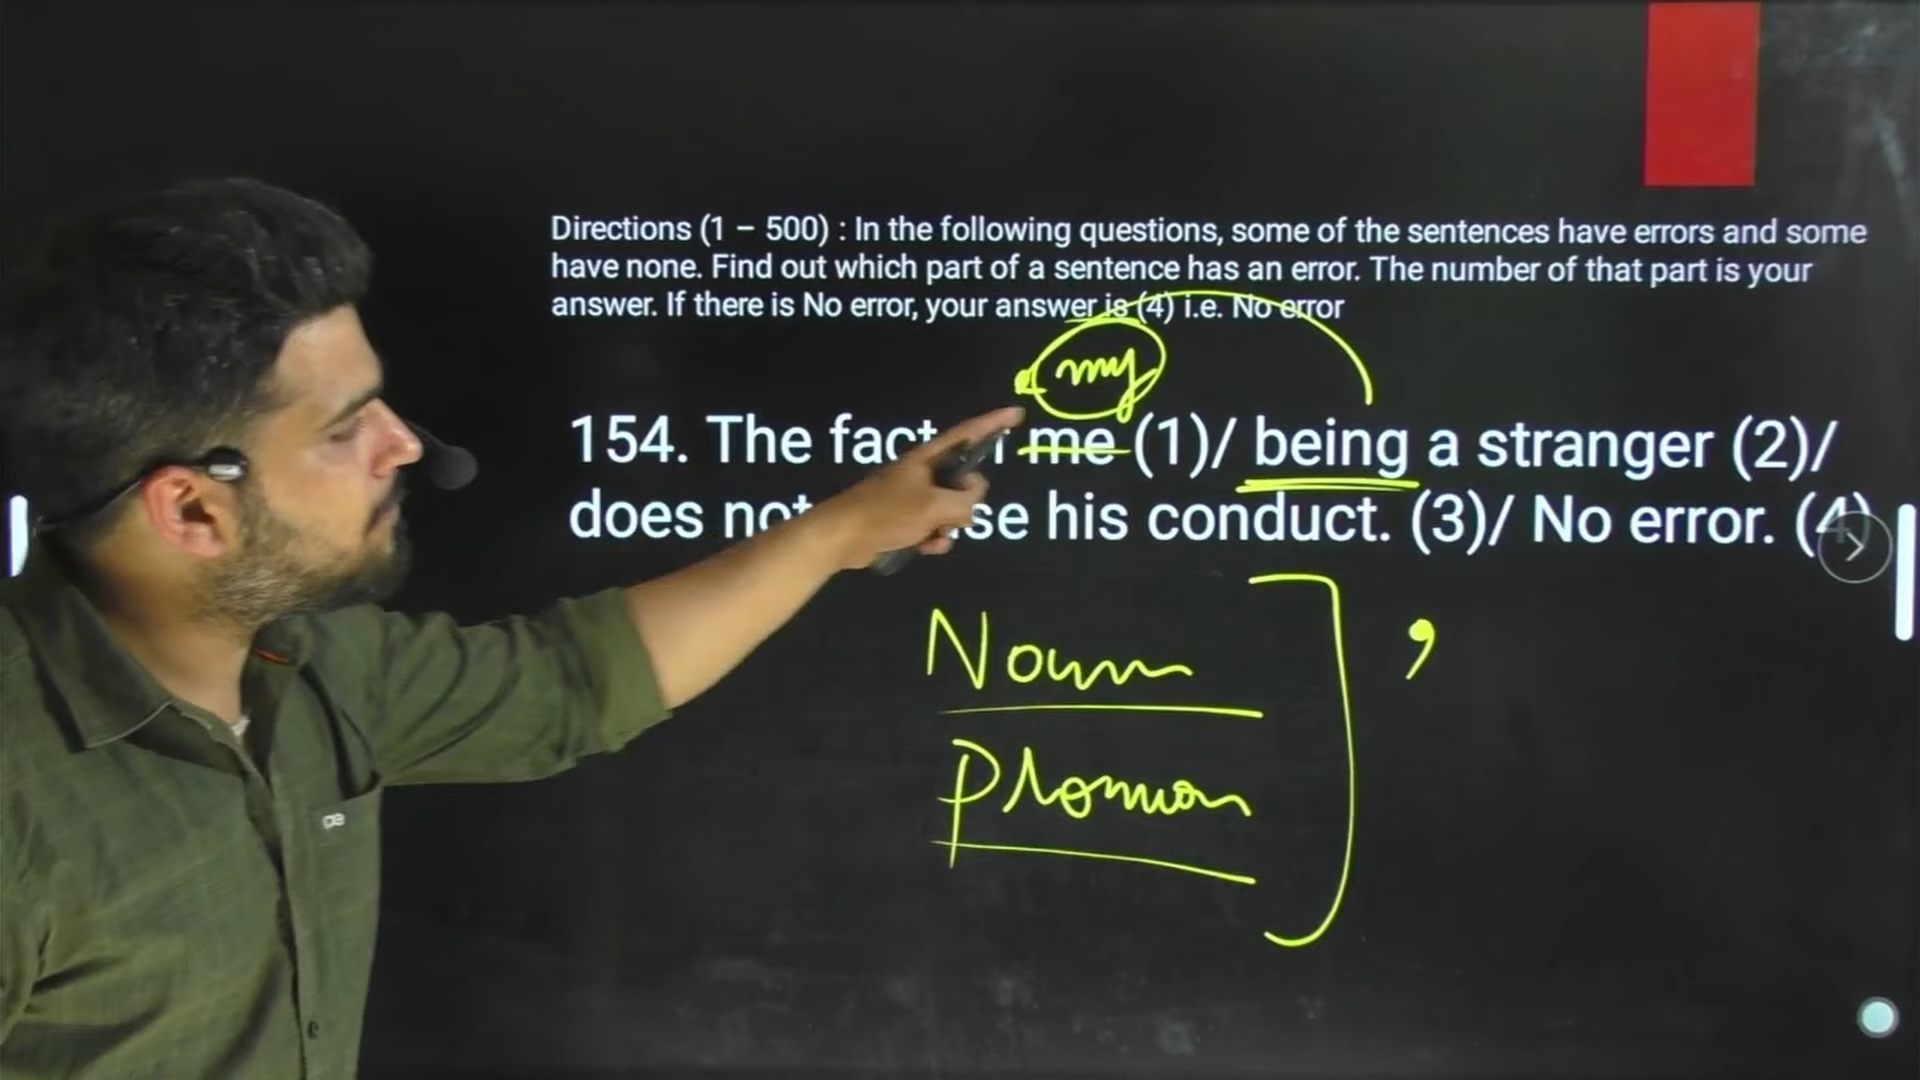 Directions (1 – 500) : In the following questions, some of the sentences have errors and some
have none. Find out which part of a sentence has an error. The number of that part is your
answer. If there is No error, your answer is (4) i.e. No error
my
154. The fact me (1)/ being a stranger (2)/
does not his conduct. (3)/ No error. (4)
Noun
Pronoun
,